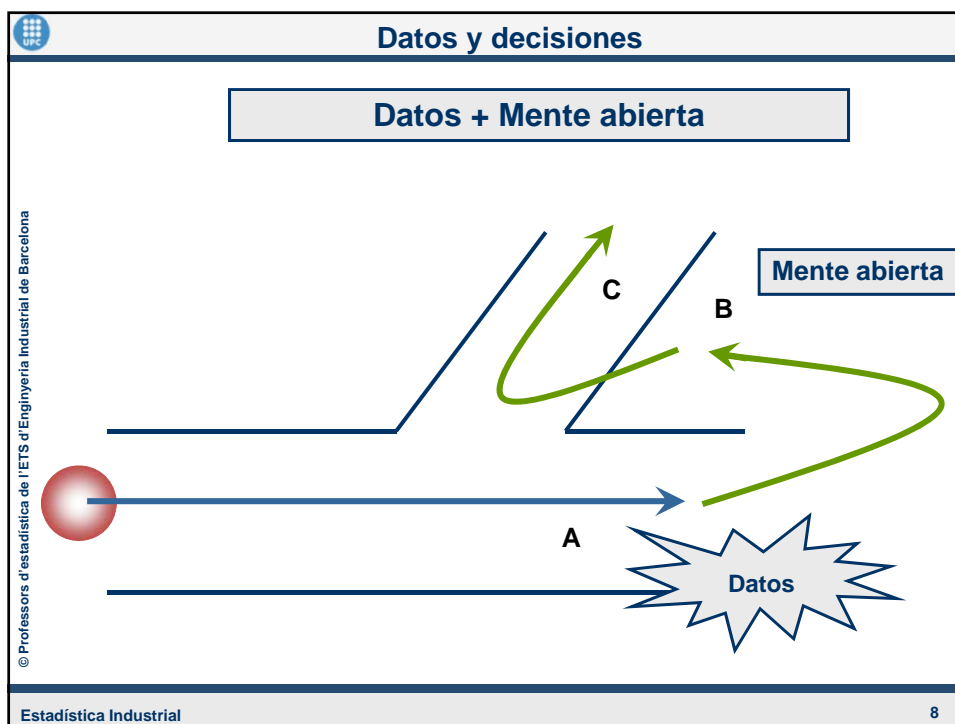 UPC
Datos y decisiones
Datos + Mente abierta
© Professors d'estadística de l'ETS d'Enginyeria Industrial de Barcelona
Mente abierta
C
B
A
Datos
Estadística Industrial
8